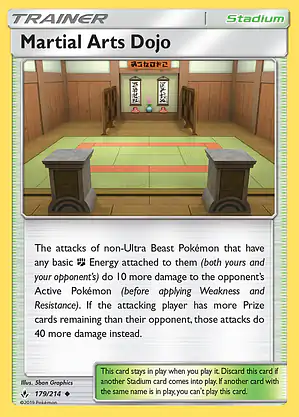 TRAINER Stadium
Martial Arts Dojo
The attacks of non-Ultra Beast Pokémon that have
any basic Energy attached to them (both yours and
your opponent's) do 10 more damage to the opponent's
Active Pokémon (before applying Weakness and
Resistance). If the attacking player has more Prize
cards remaining than their opponent, those attacks do
40 more damage instead.
This card stays in play when you play it. Discard this card if
another Stadium card comes into play. If another card with
the same name is in play, you can't play this card.
Illus. 5ban Graphics
179/214
©2019 Pokémon